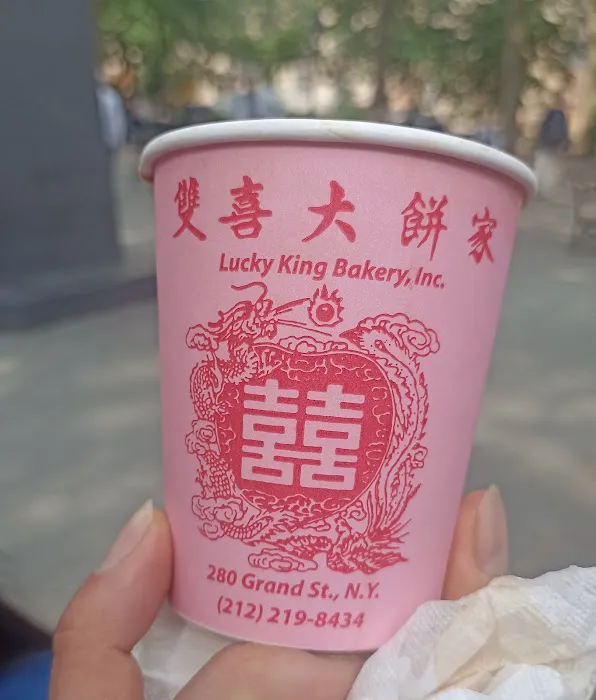 雙喜大餅家
Lucky King Bakery, Inc.
囍
280 Grand St., N.Y.
(212) 219-8434